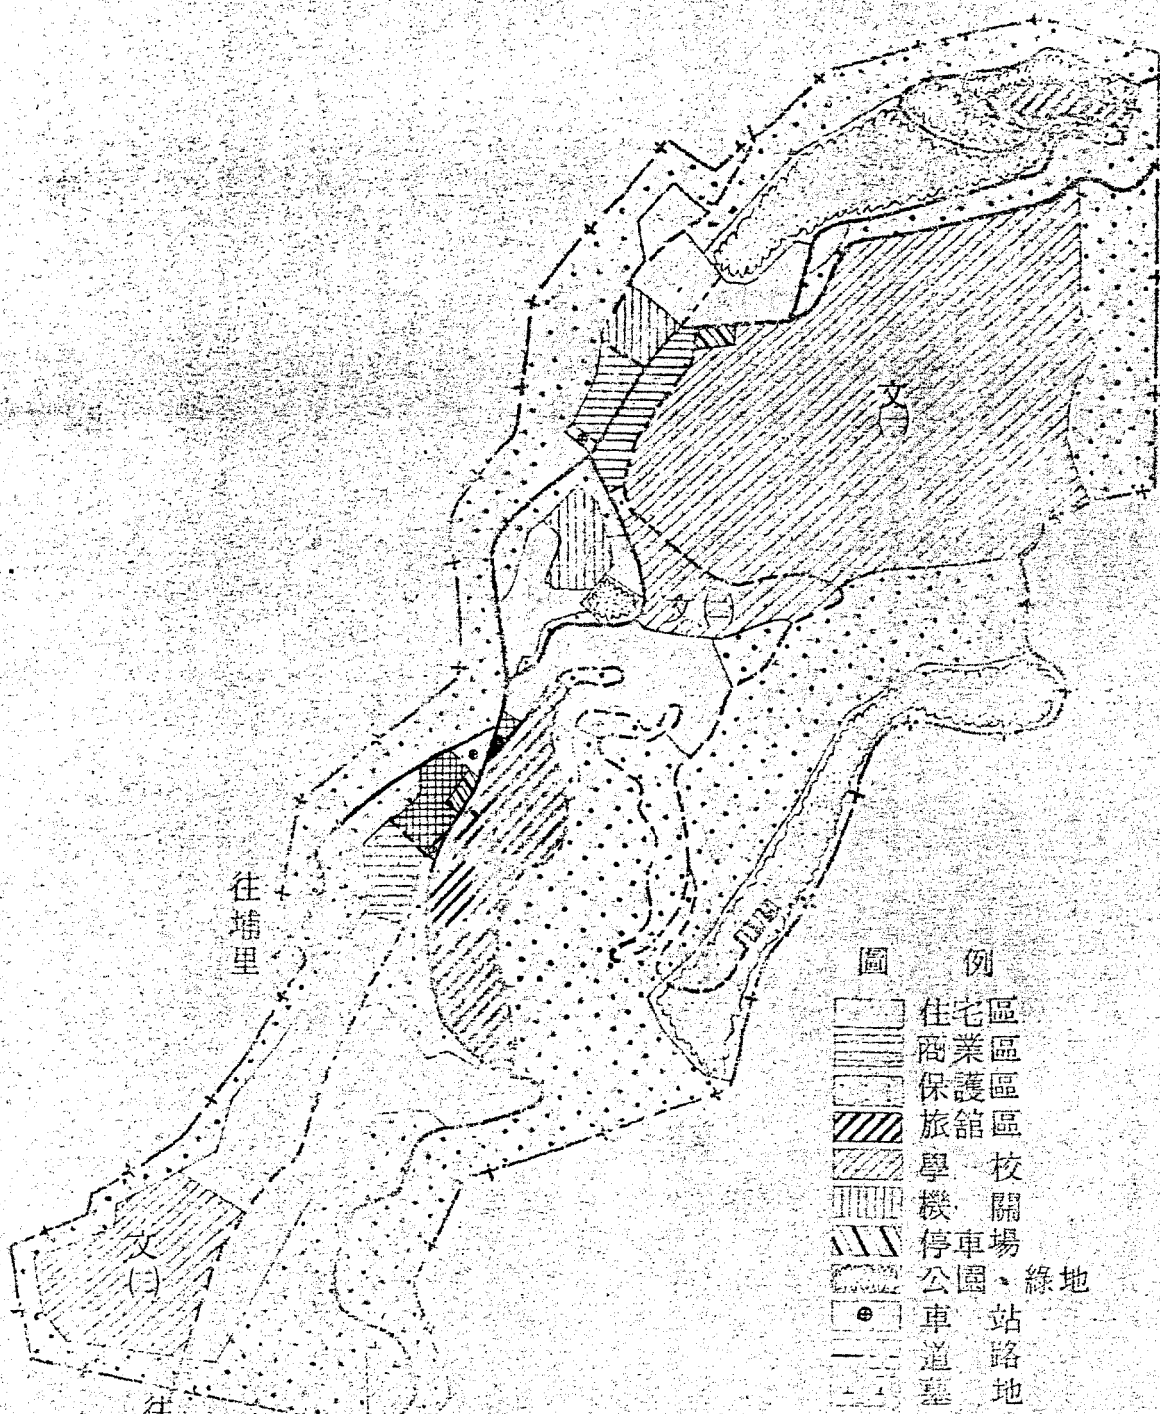 往埔里
圖例
住宅區
商業區
保護區
旅館區
學校
機關
停車場
公園、綠地
車站
道路
墓地
文㈠
文㈡
文
往